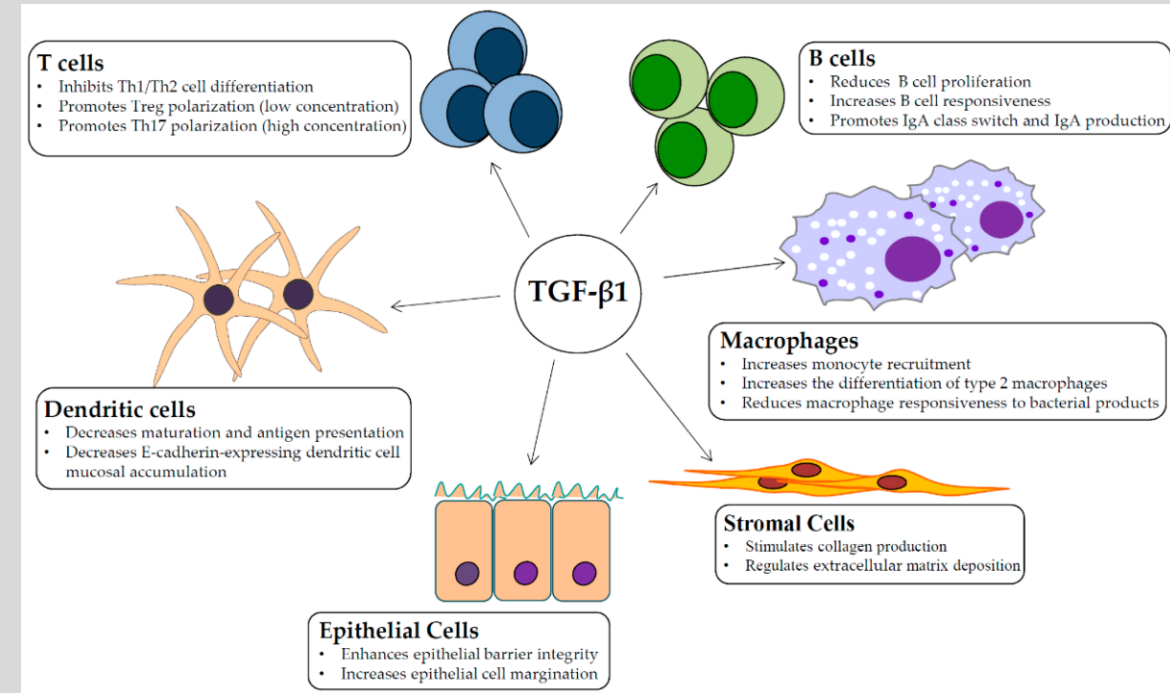 T cells
• Inhibits Th1/Th2 cell differentiation
• Promotes Treg polarization (low concentration)
• Promotes Th17 polarization (high concentration)
B cells
• Reduces B cell proliferation
• Increases B cell responsiveness
• Promotes IgA class switch and IgA production
TGF-β1
Macrophages
• Increases monocyte recruitment
• Increases the differentiation of type 2 macrophages
• Reduces macrophage responsiveness to bacterial products
Dendritic cells
• Decreases maturation and antigen presentation
• Decreases E-cadherin-expressing dendritic cell
mucosal accumulation
Stromal Cells
• Stimulates collagen production
• Regulates extracellular matrix deposition
Epithelial Cells
• Enhances epithelial barrier integrity
• Increases epithelial cell margination